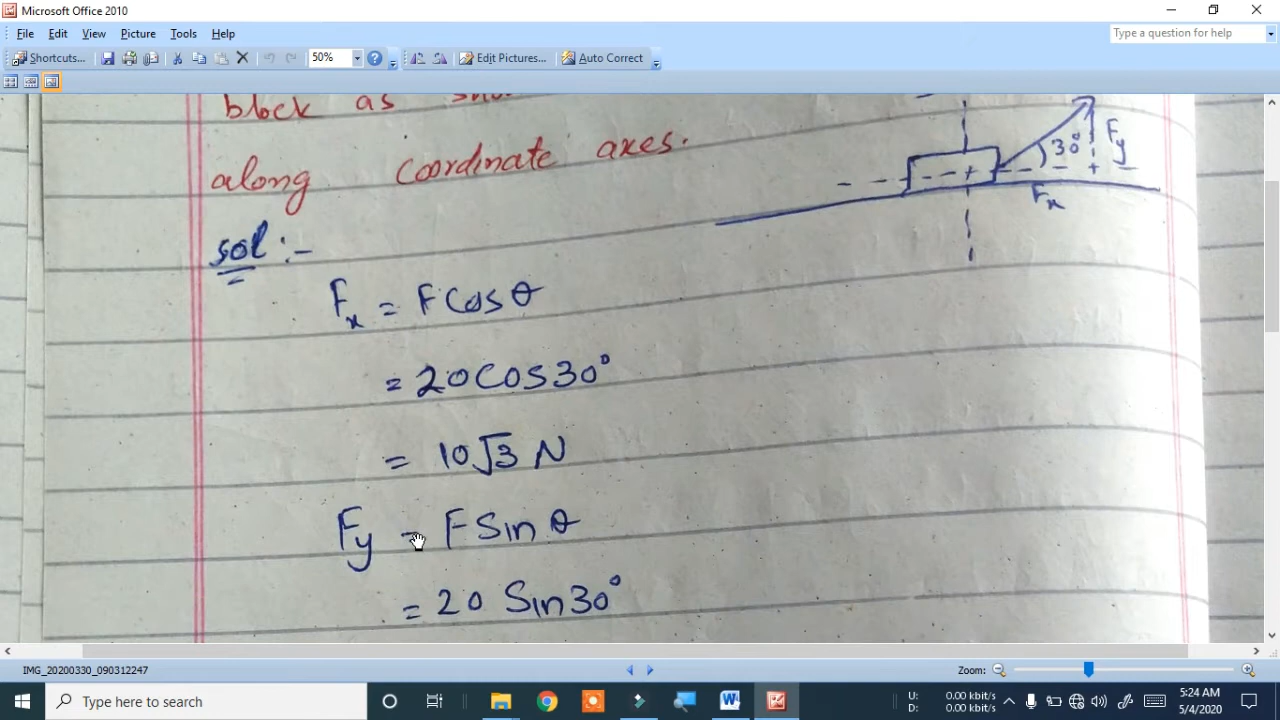 Microsoft Office 2010
File Edit View Picture Tools Help
Type a question for help
Shortcuts... 50% Edit Pictures... Auto Correct
block as
along coordinate axes.
30°
Fy
Fx
sol :-
Fx = F Cos θ
= 20 Cos 30°
= 10√3 N
Fy = F Sin θ
= 20 Sin 30°
IMG_20200330_090312247
Zoom:
Type here to search
U: 0.00 kbit/s
D: 0.00 kbit/s
5:24 AM
5/4/2020